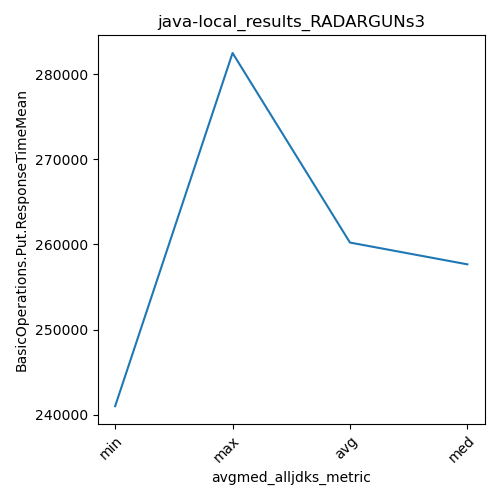 java-local_results_RADARGUNs3
BasicOperations.Put.ResponseTimeMean
280000
270000
260000
250000
240000
min
max
avg
med
avgmed_alljdks_metric